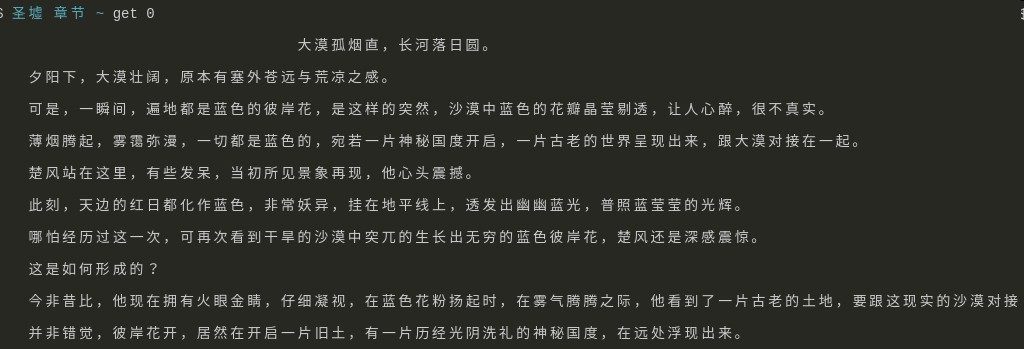 S 圣墟 章节 ~ get 0
大漠孤烟直，长河落日圆。
夕阳下，大漠壮阔，原本有塞外苍远与荒凉之感。
可是，一瞬间，遍地都是蓝色的彼岸花，是这样的突然，沙漠中蓝色的花瓣晶莹剔透，让人心醉，很不真实。
薄烟腾起，雾霭弥漫，一切都是蓝色的，宛若一片神秘国度开启，一片古老的世界呈现出来，跟大漠对接在一起。
楚风站在这里，有些发呆，当初所见景象再现，他心头震撼。
此刻，天边的红日都化作蓝色，非常妖异，挂在地平线上，透发出幽幽蓝光，普照蓝莹莹的光辉。
哪怕经历过这一次，可再次看到干旱的沙漠中突兀的生长出无穷的蓝色彼岸花，楚风还是深感震惊。
这是如何形成的？
今非昔比，他现在拥有火眼金睛，仔细凝视，在蓝色花粉扬起时，在雾气腾腾之际，他看到了一片古老的土地，要跟这现实的沙漠对接
并非错觉，彼岸花开，居然在开启一片旧土，有一片历经光阴洗礼的神秘国度，在远处浮现出来。